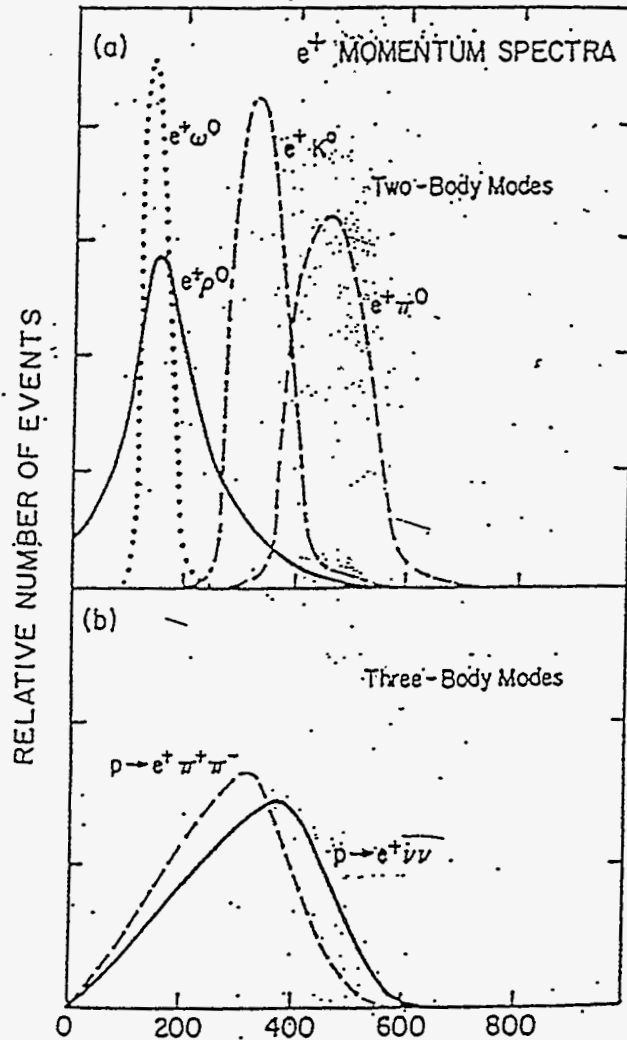 (a)
e⁺ MOMENTUM SPECTRA
e⁺ω⁰
e⁺K⁰
Two-Body Modes
e⁺ρ⁰
e⁺π⁰
RELATIVE NUMBER OF EVENTS
(b)
Three-Body Modes
p→e⁺π⁺π⁻
p→e⁺ν̅ν
0 200 400 600 800